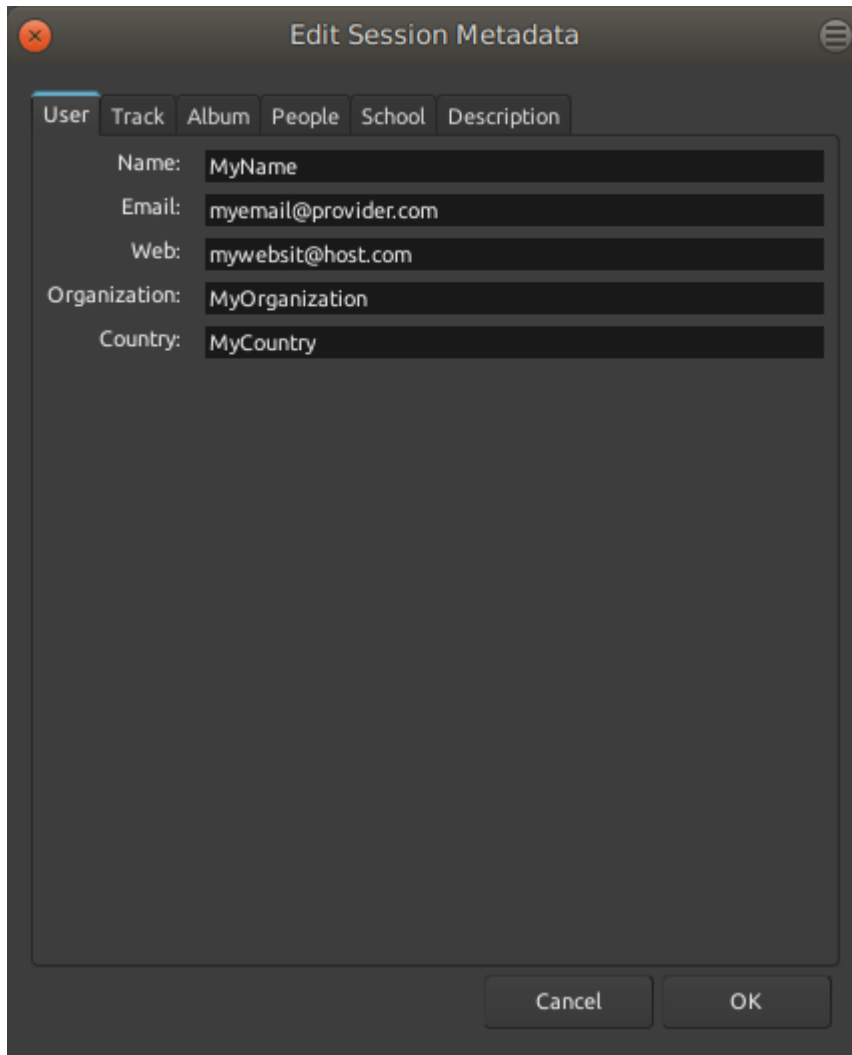 Edit Session Metadata
User Track Album People School Description
Name: MyName
Email: myemail@provider.com
Web: mywebsit@host.com
Organization: MyOrganization
Country: MyCountry
Cancel OK